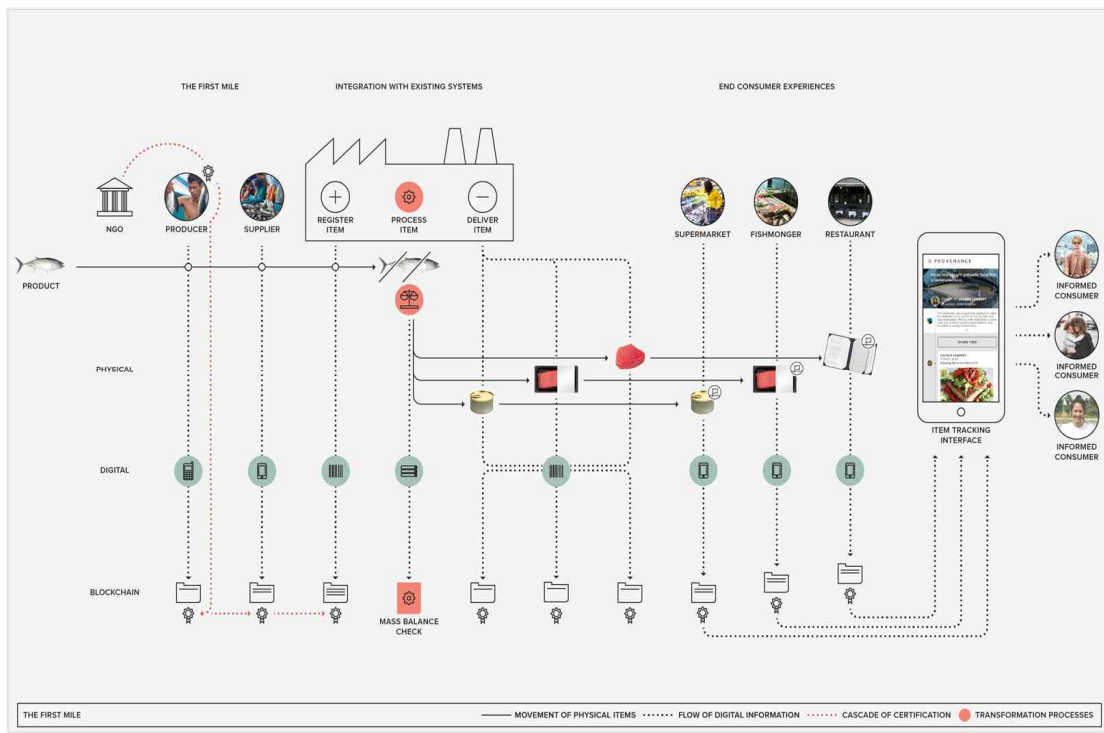 THE FIRST MILE
INTEGRATION WITH EXISTING SYSTEMS
END CONSUMER EXPERIENCES
NGO
PRODUCER
SUPPLIER
REGISTER
ITEM
PROCESS
ITEM
DELIVER
ITEM
SUPERMARKET
FISHMONGER
RESTAURANT
PRODUCT
PROVENANCE
INFORMED
CONSUMER
INFORMED
CONSUMER
INFORMED
CONSUMER
ITEM TRACKING
INTERFACE
PHYSICAL
DIGITAL
BLOCKCHAIN
MASS BALANCE
CHECK
THE FIRST MILE
MOVEMENT OF PHYSICAL ITEMS
FLOW OF DIGITAL INFORMATION
CASCADE OF CERTIFICATION
TRANSFORMATION PROCESSES